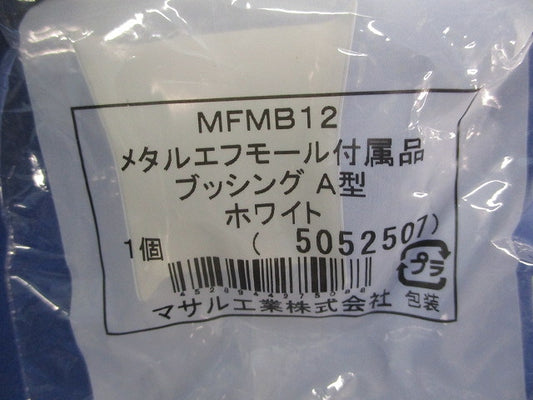 MFMB12
メタルエフモール付属品
ブッシング A型
ホワイト
1個 (5052507)
プラ
マサル工業株式会社 包装